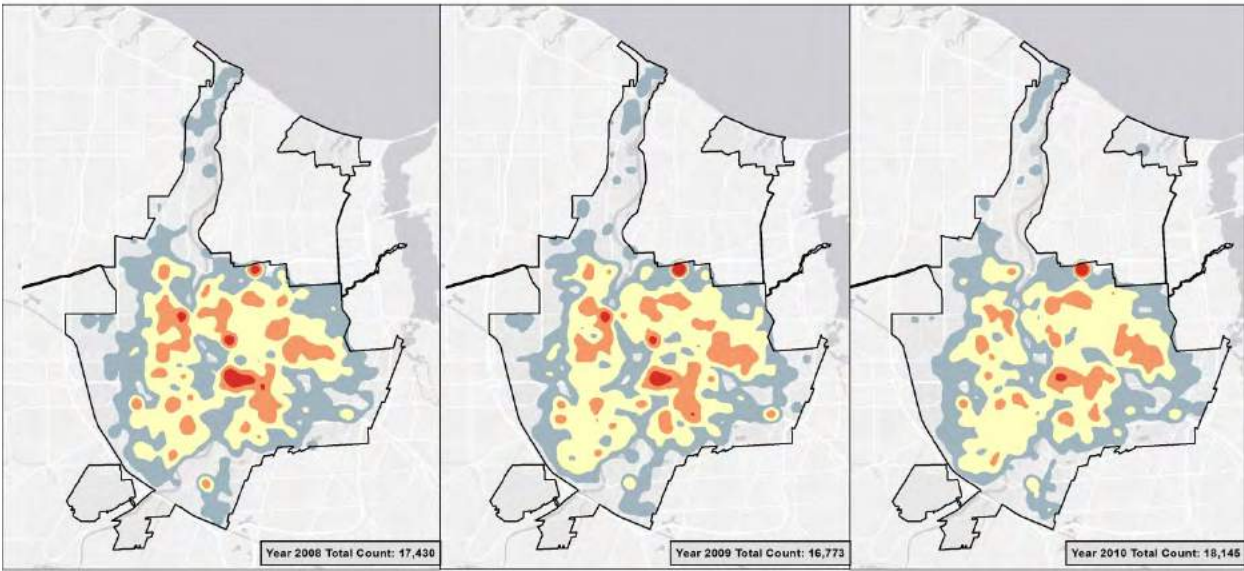 Year 2008 Total Count: 17,430
Year 2009 Total Count: 16,773
Year 2010 Total Count: 18,145